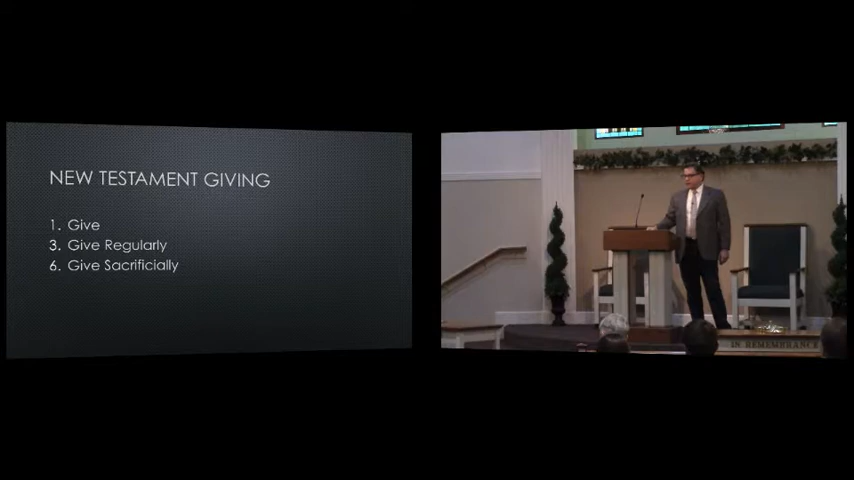 NEW TESTAMENT GIVING
1. Give
3. Give Regularly
6. Give Sacrificially
IN REMEMBRANCE